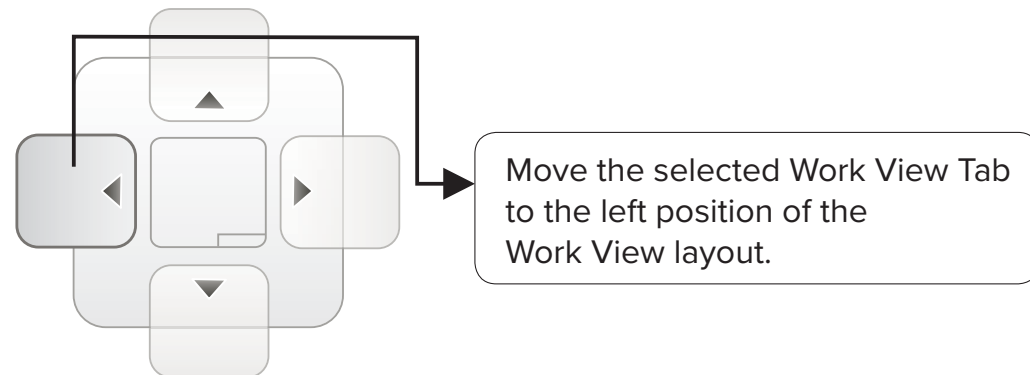 Move the selected Work View Tab
to the left position of the
Work View layout.